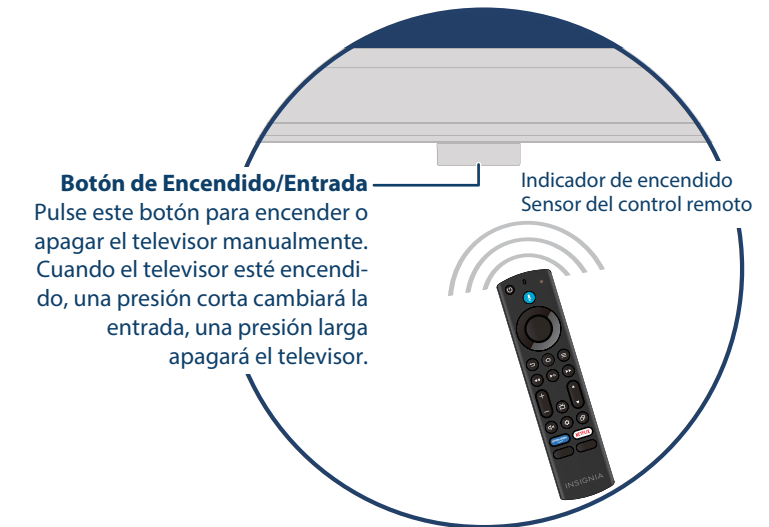 Botón de Encendido/Entrada
Pulse este botón para encender o
apagar el televisor manualmente.
Cuando el televisor esté encendi-
do, una presión corta cambiará la
entrada, una presión larga
apagará el televisor.
Indicador de encendido
Sensor del control remoto
NETFLIX
INSIGNIA